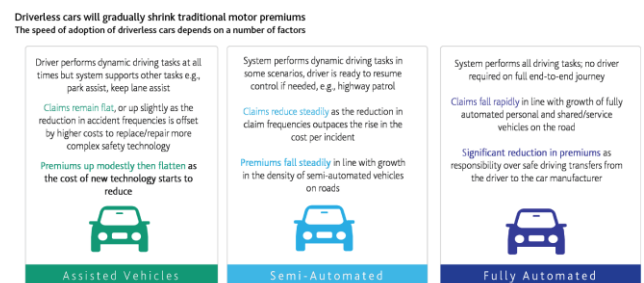 Driverless cars will gradually shrink traditional motor premiums
The speed of adoption of driverless cars depends on a number of factors
Driver performs dynamic driving tasks at all
times but system supports other tasks e.g.,
park assist, keep lane assist
Claims remain flat, or up slightly as the
reduction in accident frequencies is offset
by higher costs to replace/repair more
complex safety technology
Premiums up modestly then flatten as
the cost of new technology starts to
reduce
Assisted Vehicles
System performs dynamic driving tasks in
some scenarios, driver is ready to resume
control if needed, e.g., highway patrol
Claims reduce steadily as the reduction in
claim frequencies outpaces the rise in the
cost per incident
Premiums fall steadily in line with growth
in the density of semi-automated vehicles
on roads
Semi-Automated
System performs all driving tasks; no driver
required on full end-to-end journey
Claims fall rapidly in line with growth of fully
automated personal and shared/service
vehicles on the road
Significant reduction in premiums as
responsibility over safe driving transfers from
the driver to the car manufacturer
Fully Automated